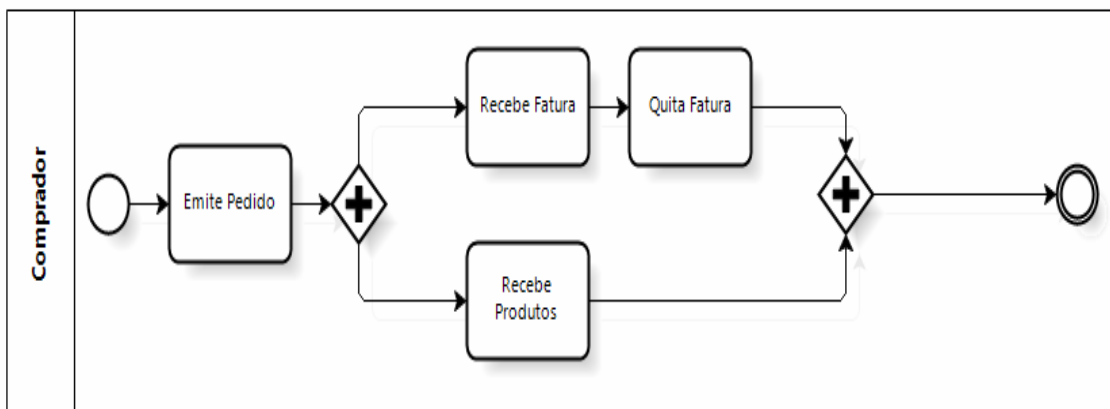 Comprador
Emite Pedido
Recebe Fatura
Quita Fatura
Recebe
Produtos